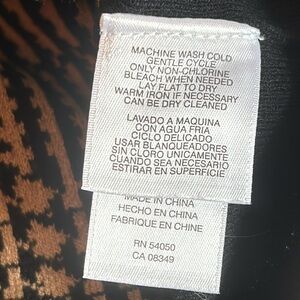 MACHINE WASH COLD
GENTLE CYCLE
ONLY NON-CHLORINE
BLEACH WHEN NEEDED
LAY FLAT TO DRY
WARM IRON IF NECESSARY
CAN BE DRY CLEANED
LAVADO A MAQUINA
CON AGUA FRIA
CICLO DELICADO
USAR BLANQUEADORES
SIN CLORO UNICAMENTE
CUANDO SEA NECESARIO
ESTIRAR EN SUPERFICIE
MADE IN CHINA
HECHO EN CHINA
FABRIQUE EN CHINE
RN 54050
CA 08349